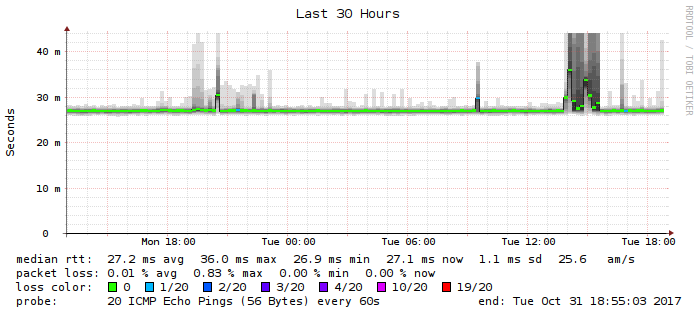 Last 30 Hours
RRDTOOL / TOBI OETIKER
Seconds
40 m
30 m
20 m
10 m
0
Mon 18:00 Tue 00:00 Tue 06:00 Tue 12:00 Tue 18:00
median rtt: 27.2 ms avg 36.0 ms max 26.9 ms min 27.1 ms now 1.1 ms sd 25.6 am/s
packet loss: 0.01 % avg 0.83 % max 0.00 % min 0.00 % now
loss color: 0 1/20 2/20 3/20 4/20 10/20 19/20
probe: 20 ICMP Echo Pings (56 Bytes) every 60s end: Tue Oct 31 18:55:03 2017